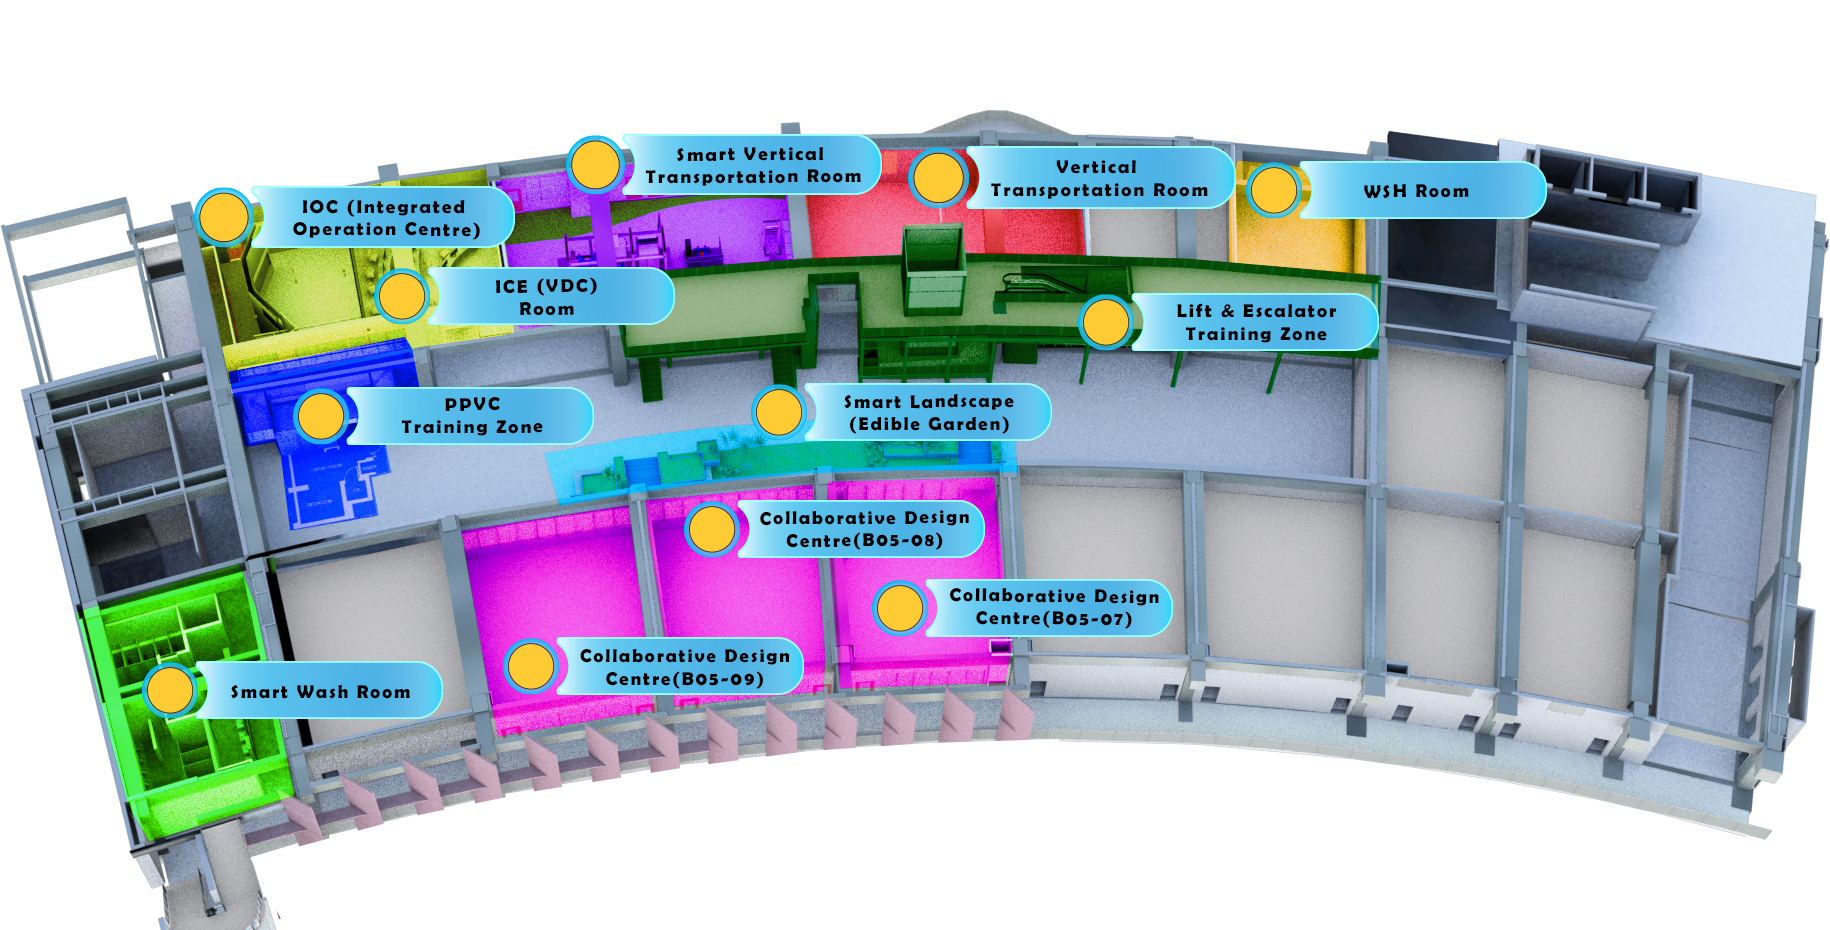 Smart Vertical
Transportation Room
Vertical
Transportation Room
WSH Room
IOC (Integrated
Operation Centre)
ICE (VDC)
Room
Lift & Escalator
Training Zone
PPVC
Training Zone
Smart Landscape
(Edible Garden)
Collaborative Design
Centre(B05-08)
Collaborative Design
Centre(B05-07)
Collaborative Design
Centre(B05-09)
Smart Wash Room